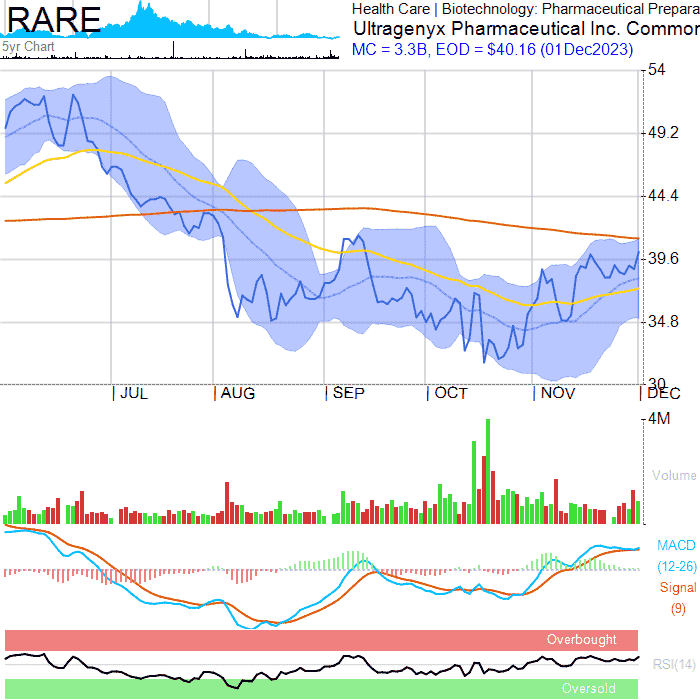 RARE
5yr Chart
Health Care | Biotechnology: Pharmaceutical Prepara
Ultragenyx Pharmaceutical Inc. Common
MC = 3.3B, EOD = $40.16 (01Dec2023)
54
49.2
44.4
39.6
34.8
30
JUL AUG SEP OCT NOV DEC
4M
Volume
MACD
(12-26)
Signal
(9)
Overbought
RSI(14)
Oversold